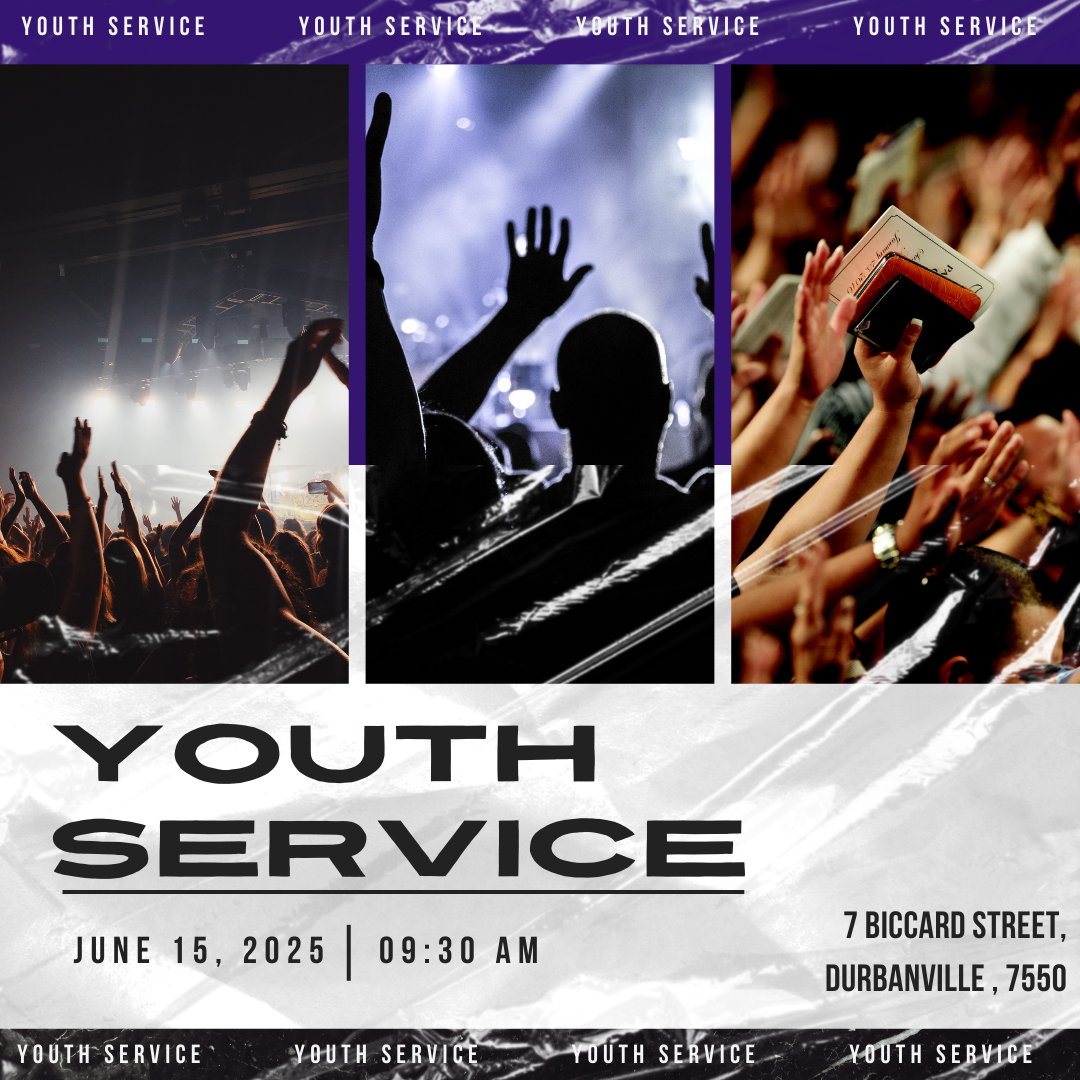 YOUTH SERVICE YOUTH SERVICE YOUTH SERVICE YOUTH SERVICE
YOUTH
SERVICE
JUNE 15, 2025 | 09:30 AM
7 BICCARD STREET,
DURBANVILLE , 7550
YOUTH SERVICE YOUTH SERVICE YOUTH SERVICE YOUTH SERVICE